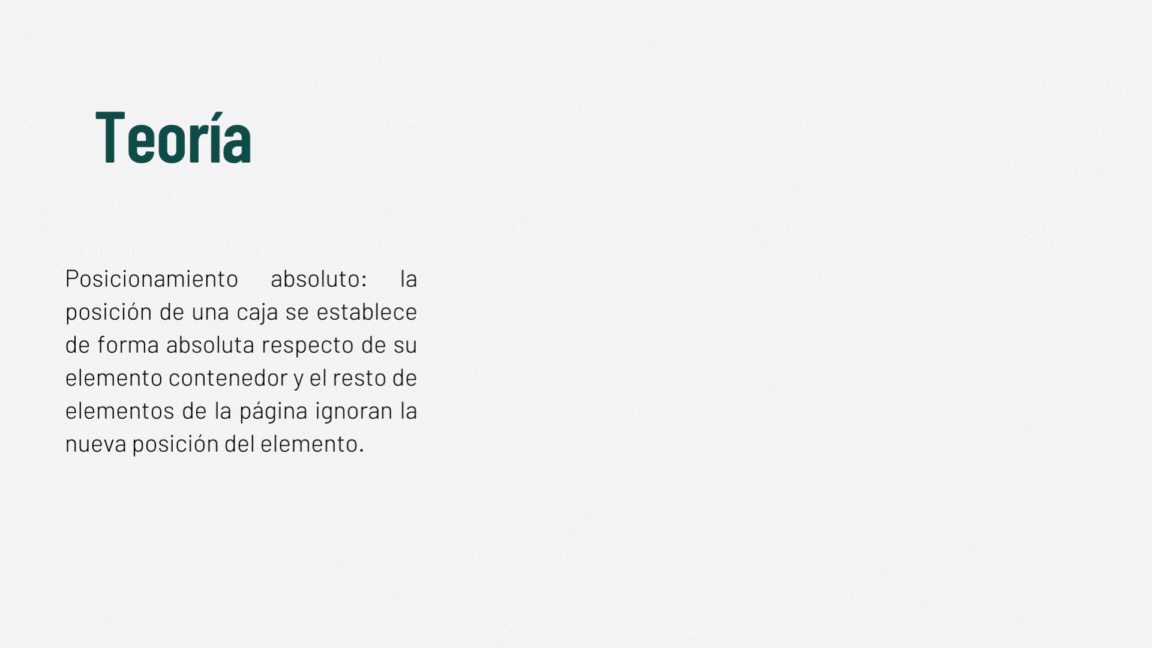 Teoría
Posicionamiento absoluto: la
posición de una caja se establece
de forma absoluta respecto de su
elemento contenedor y el resto de
elementos de la página ignoran la
nueva posición del elemento.